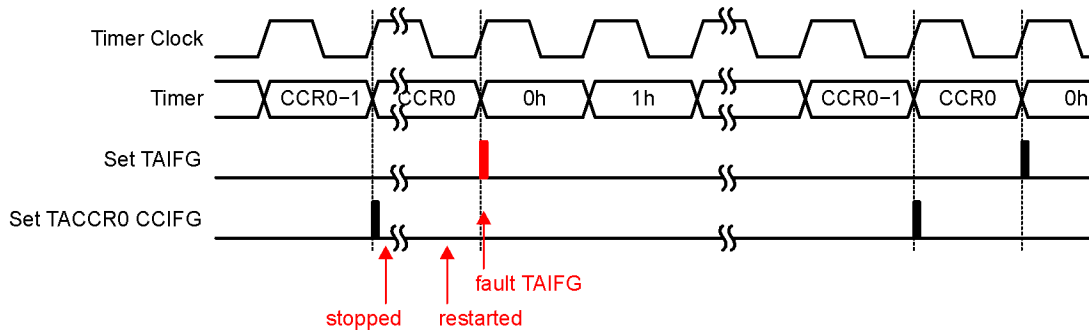 Timer Clock
Timer CCR0−1 CCR0 0h 1h CCR0−1 CCR0 0h
Set TAIFG
Set TACCR0 CCIFG
fault TAIFG
stopped restarted